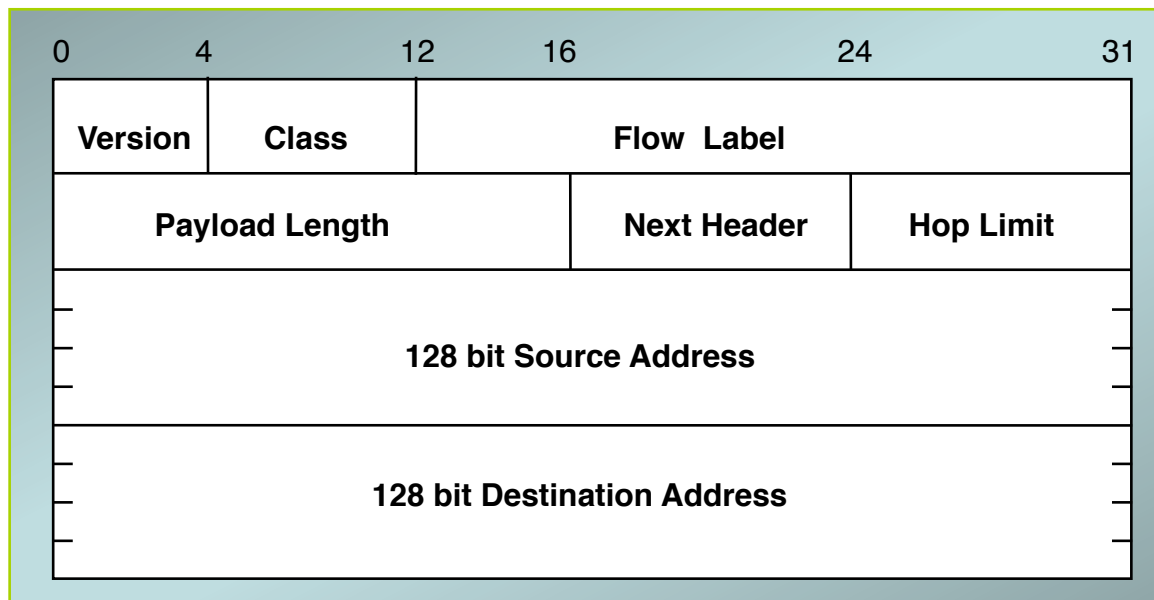 0 4 12 16 24 31
Version Class Flow Label
Payload Length Next Header Hop Limit
128 bit Source Address
128 bit Destination Address